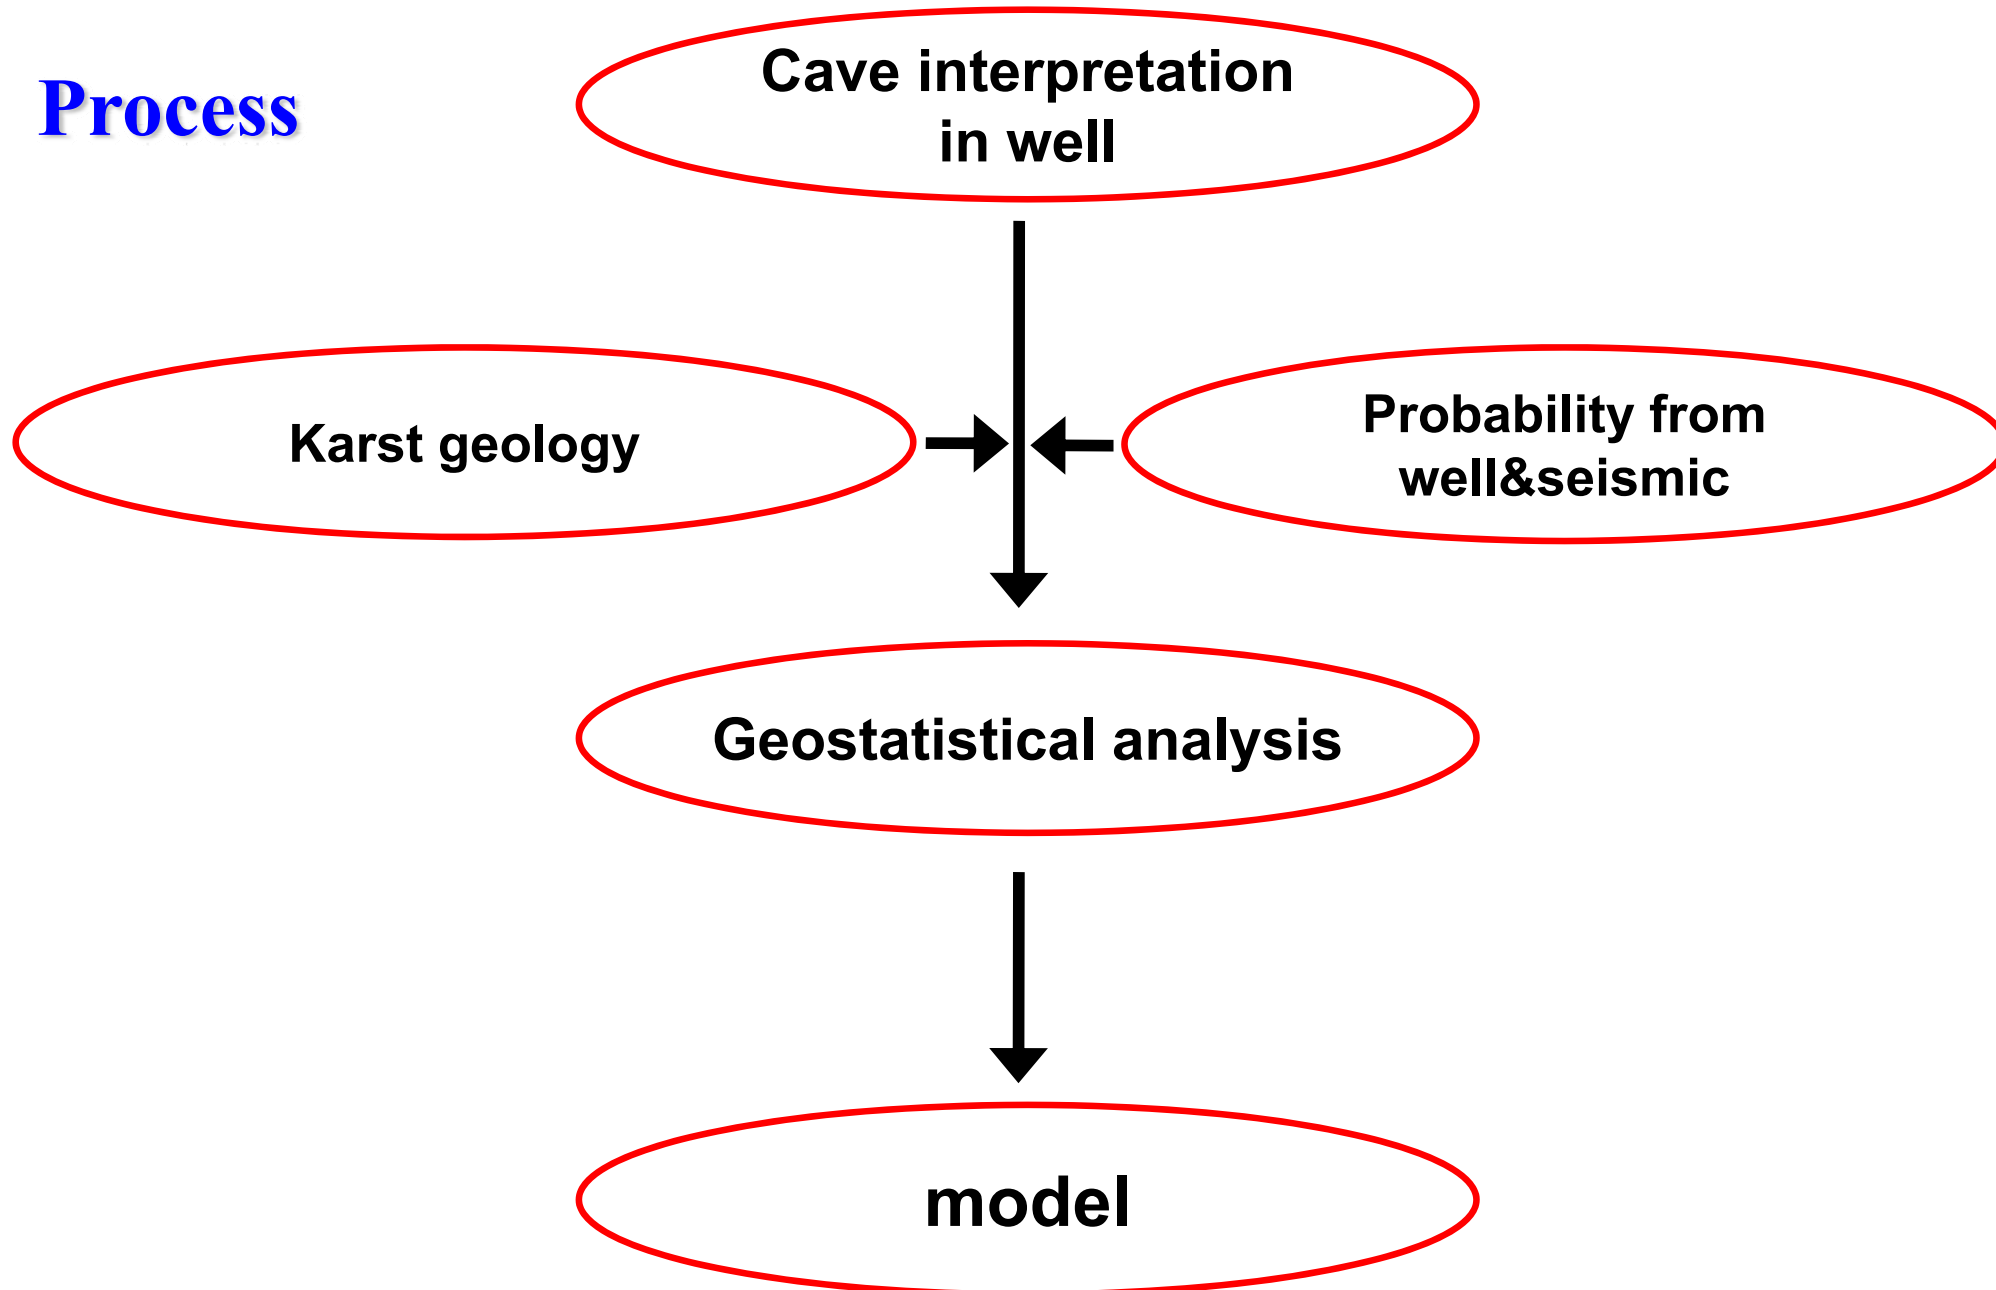 Process
Cave interpretation
in well
Karst geology
Probability from
well&seismic
Geostatistical analysis
model